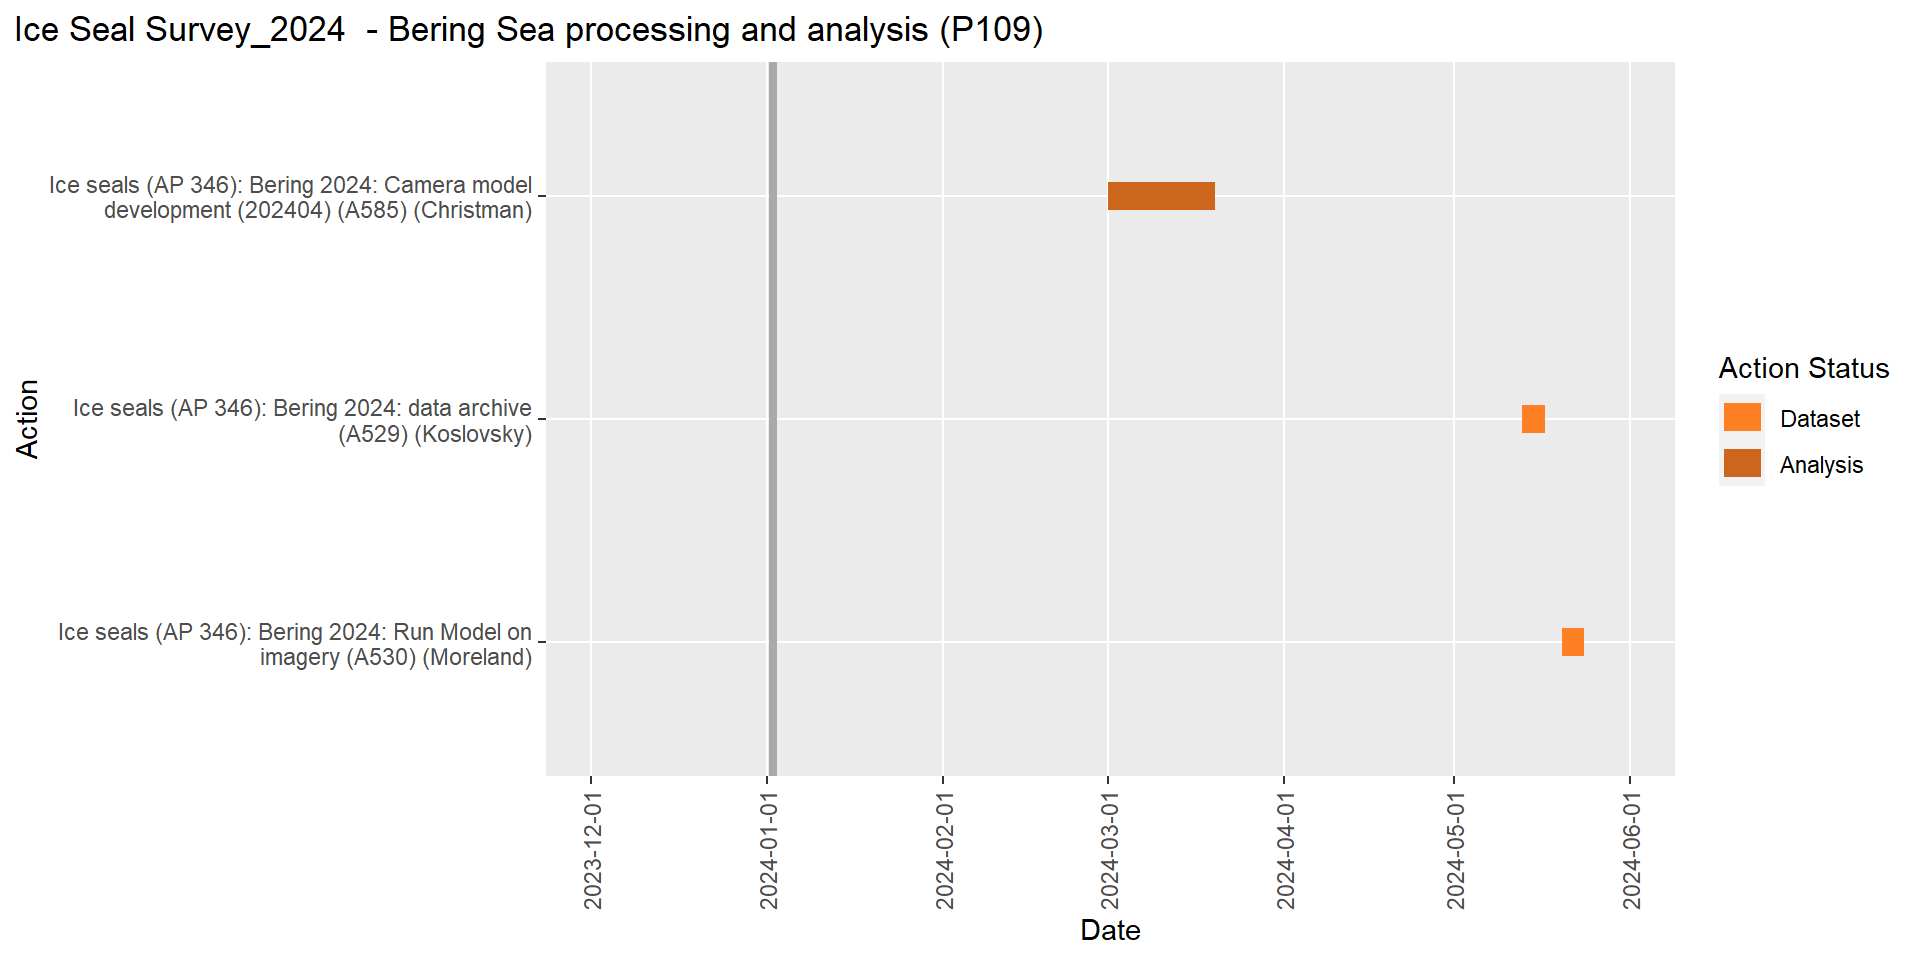 Ice Seal Survey_2024  - Bering Sea processing and analysis (P109)
Action
Ice seals (AP 346): Bering 2024: Camera model
development (202404) (A585) (Christman)
Ice seals (AP 346): Bering 2024: data archive
(A529) (Koslovsky)
Ice seals (AP 346): Bering 2024: Run Model on
imagery (A530) (Moreland)
2023-12-01
2024-01-01
2024-02-01
2024-03-01
2024-04-01
2024-05-01
2024-06-01
Date
Action Status
Dataset
Analysis